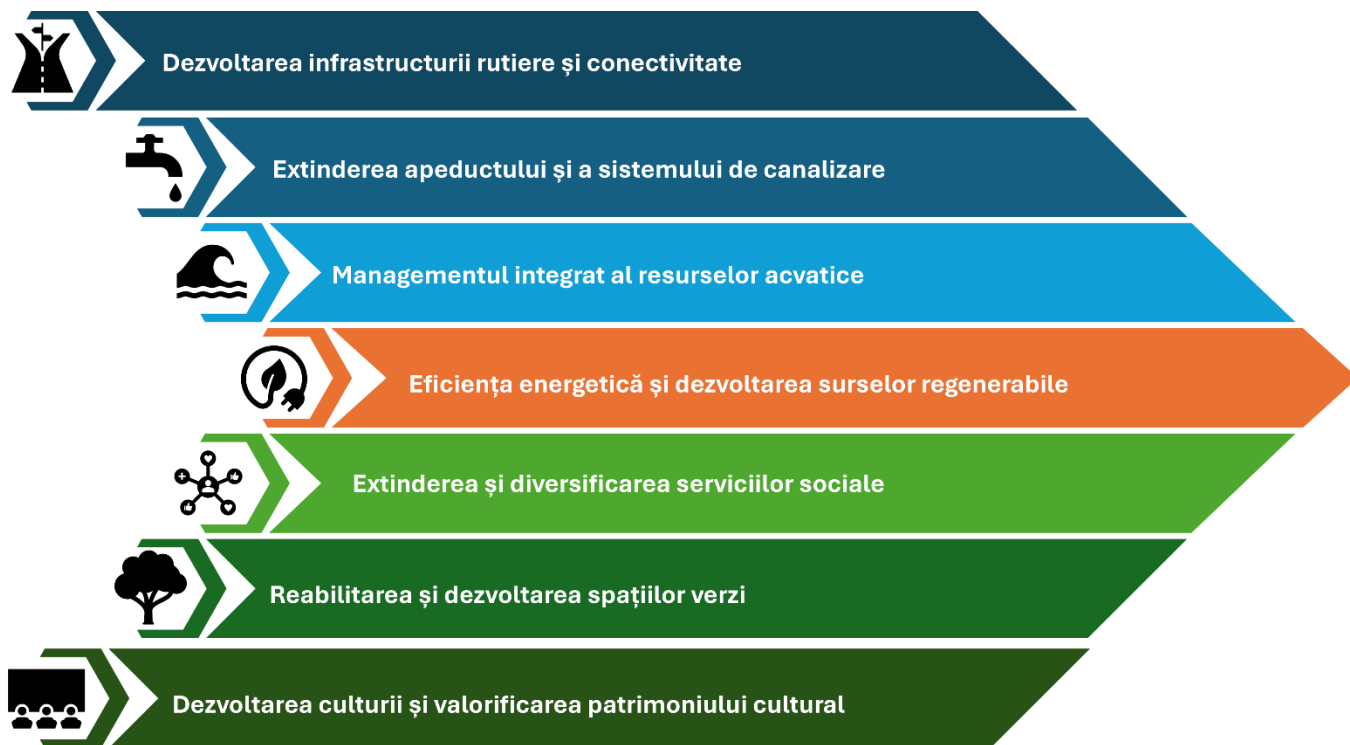 Dezvoltarea infrastructurii rutiere și conectivitate
Extinderea apeductului și a sistemului de canalizare
Managementul integrat al resurselor acvatice
Eficiența energetică și dezvoltarea surselor regenerabile
Extinderea și diversificarea serviciilor sociale
Reabilitarea și dezvoltarea spațiilor verzi
Dezvoltarea culturii și valorificarea patrimoniului cultural